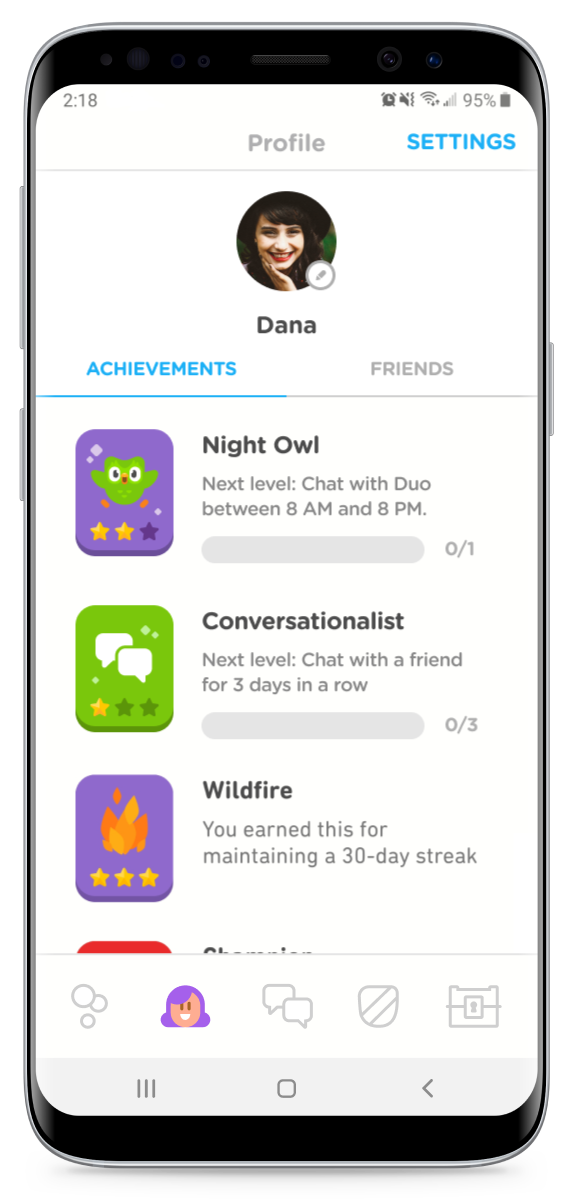 2:18
95%
Profile
SETTINGS
Dana
ACHIEVEMENTS
FRIENDS
Night Owl
Next level: Chat with Duo
between 8 AM and 8 PM.
0/1
Conversationalist
Next level: Chat with a friend
for 3 days in a row
0/3
Wildfire
You earned this for
maintaining a 30-day streak
Champion